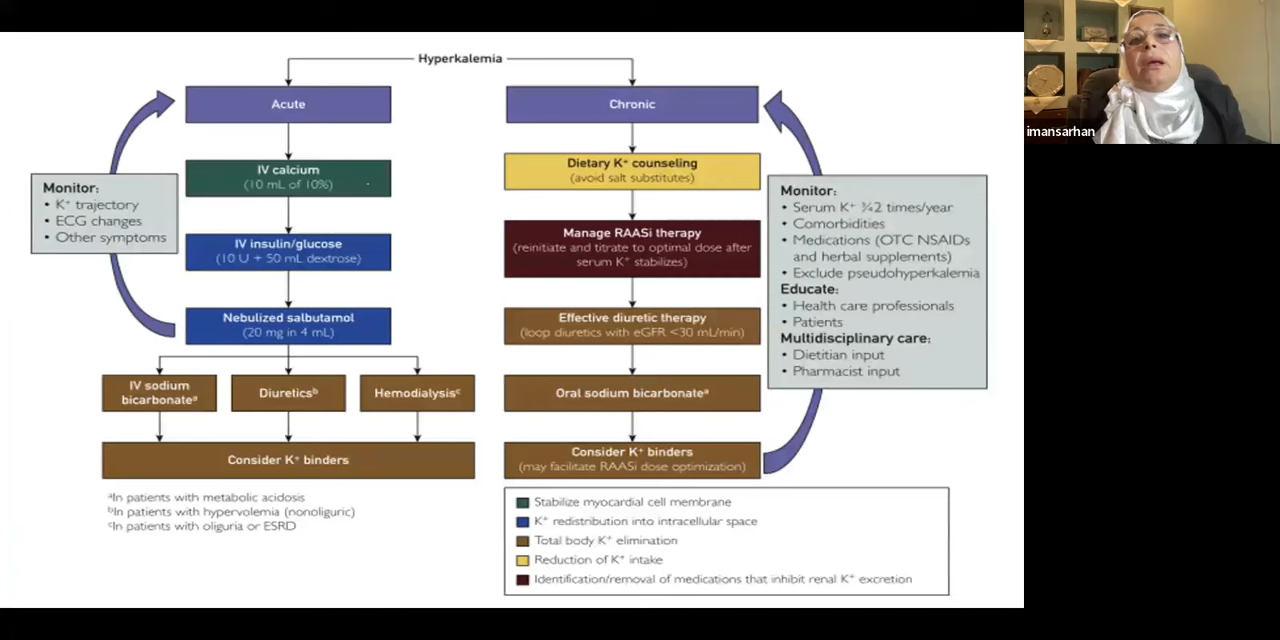 Hyperkalemia
Acute
IV calcium
(10 mL of 10%)
IV insulin/glucose
(10 U + 50 mL dextrose)
Nebulized salbutamol
(20 mg in 4 mL)
IV sodium
bicarbonateᵃ
Diureticsᵇ
Hemodialysisᶜ
Consider K⁺ binders
Monitor:
• K⁺ trajectory
• ECG changes
• Other symptoms
ᵃIn patients with metabolic acidosis
ᵇIn patients with hypervolemia (nonoliguric)
ᶜIn patients with oliguria or ESRD
Chronic
Dietary K⁺ counseling
(avoid salt substitutes)
Manage RAASi therapy
(reinitiate and titrate to optimal dose after
serum K⁺ stabilizes)
Effective diuretic therapy
(loop diuretics with eGFR <30 mL/min)
Oral sodium bicarbonateᵃ
Consider K⁺ binders
(may facilitate RAASi dose optimization)
Monitor:
• Serum K⁺ ¾2 times/year
• Comorbidities
• Medications (OTC NSAIDs
and herbal supplements)
• Exclude pseudohyperkalemia
Educate:
• Health care professionals
• Patients
Multidisciplinary care:
• Dietitian input
• Pharmacist input
Stabilize myocardial cell membrane
K⁺ redistribution into intracellular space
Total body K⁺ elimination
Reduction of K⁺ intake
Identification/removal of medications that inhibit renal K⁺ excretion
imansarhan